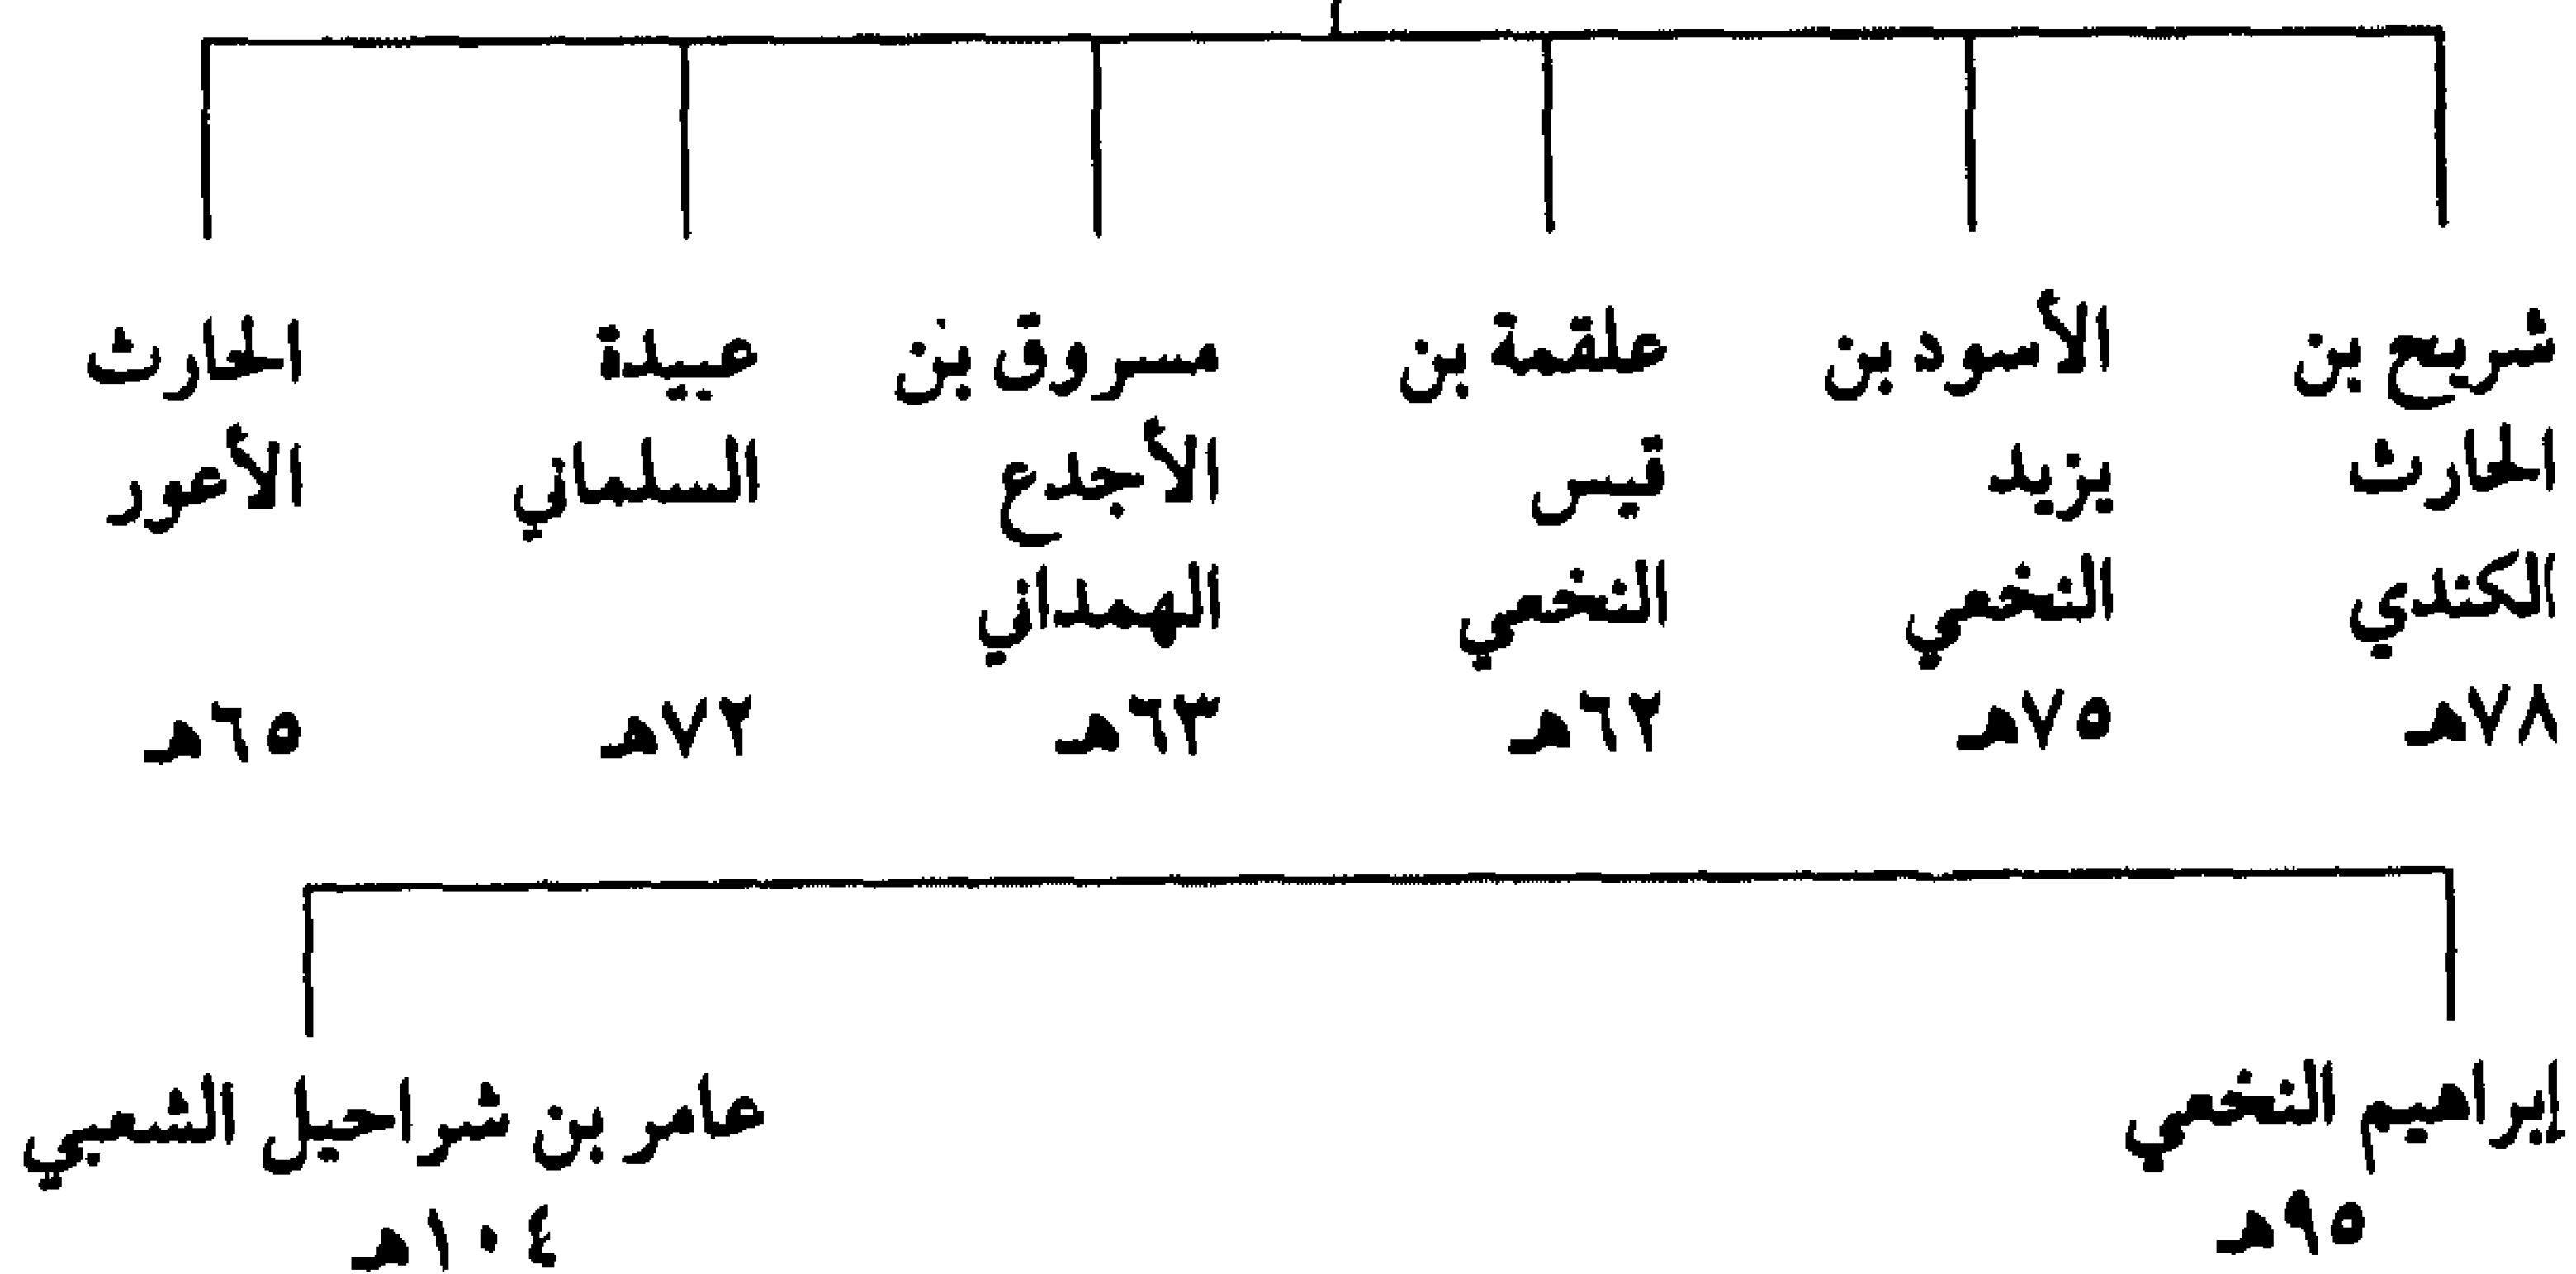 شريح بن
الحارث
الكندي
٧٨هـ
الأسود بن
يزيد
النخعي
٧٥هـ
علقمة بن
قيس
النخعي
٦٢هـ
مسروق بن
الأجدع
الهمداني
٦٣هـ
عبيدة
السلماني
٧٢هـ
الحارث
الأعور
٦٥هـ
إبراهيم النخعي
٩٥هـ
عامر بن شراحيل الشعبي
١٠٤هـ